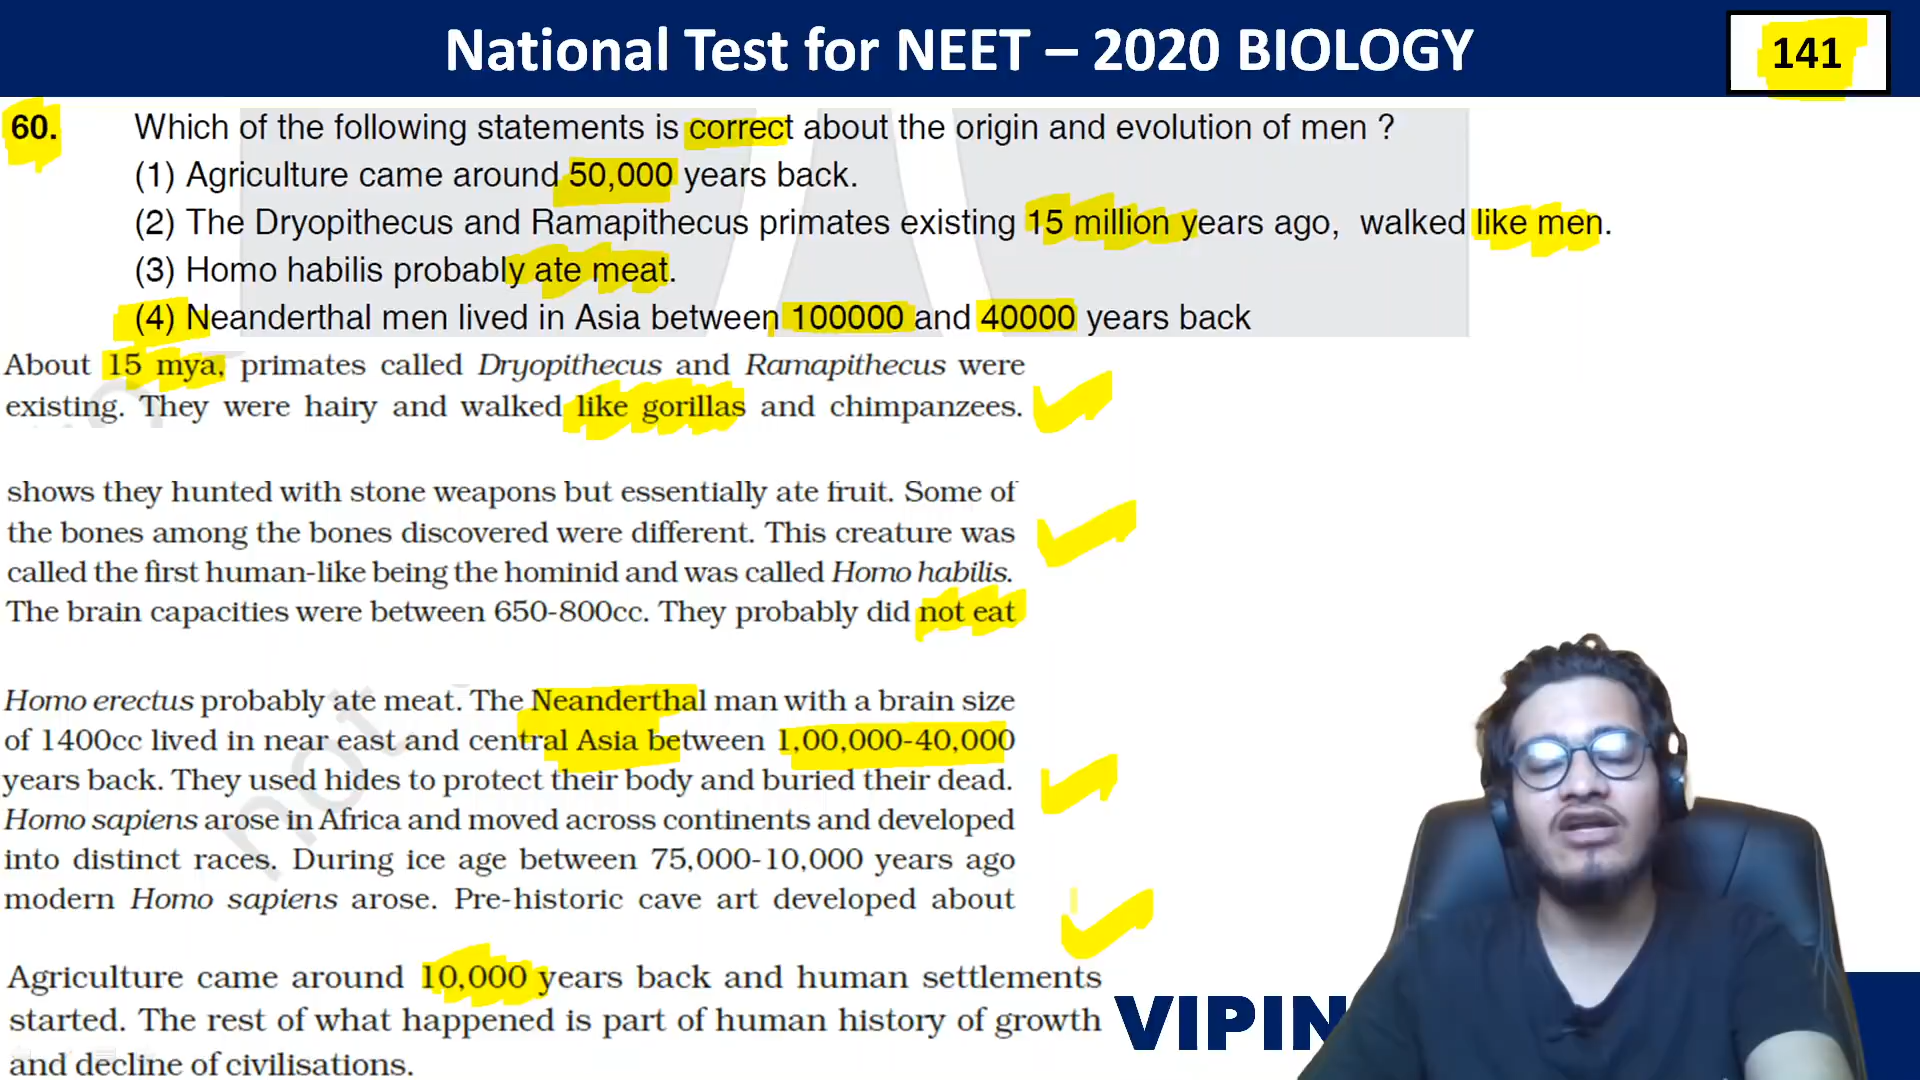 National Test for NEET – 2020 BIOLOGY
141
60. Which of the following statements is correct about the origin and evolution of men ?
(1) Agriculture came around 50,000 years back.
(2) The Dryopithecus and Ramapithecus primates existing 15 million years ago, walked like men.
(3) Homo habilis probably ate meat.
(4) Neanderthal men lived in Asia between 100000 and 40000 years back
About 15 mya, primates called Dryopithecus and Ramapithecus were
existing. They were hairy and walked like gorillas and chimpanzees.
shows they hunted with stone weapons but essentially ate fruit. Some of
the bones among the bones discovered were different. This creature was
called the first human-like being the hominid and was called Homo habilis.
The brain capacities were between 650-800cc. They probably did not eat
Homo erectus probably ate meat. The Neanderthal man with a brain size
of 1400cc lived in near east and central Asia between 1,00,000-40,000
years back. They used hides to protect their body and buried their dead.
Homo sapiens arose in Africa and moved across continents and developed
into distinct races. During ice age between 75,000-10,000 years ago
modern Homo sapiens arose. Pre-historic cave art developed about
Agriculture came around 10,000 years back and human settlements
started. The rest of what happened is part of human history of growth
and decline of civilisations.
VIPIN
not